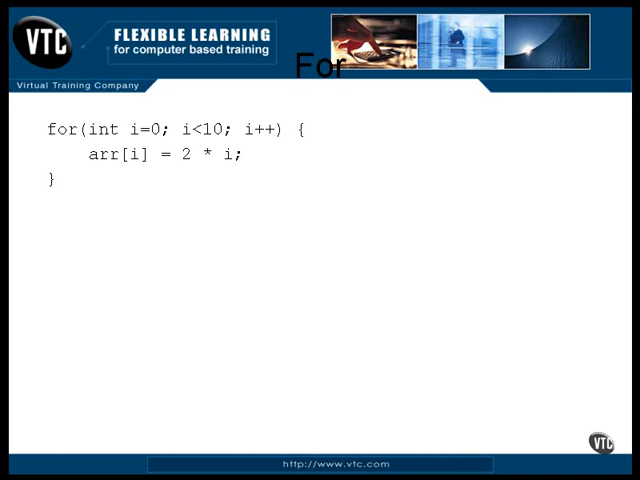 VTC
FLEXIBLE LEARNING
for computer based training
Virtual Training Company
For
for(int i=0; i<10; i++) {
    arr[i] = 2 * i;
}
VTC
http://www.vtc.com